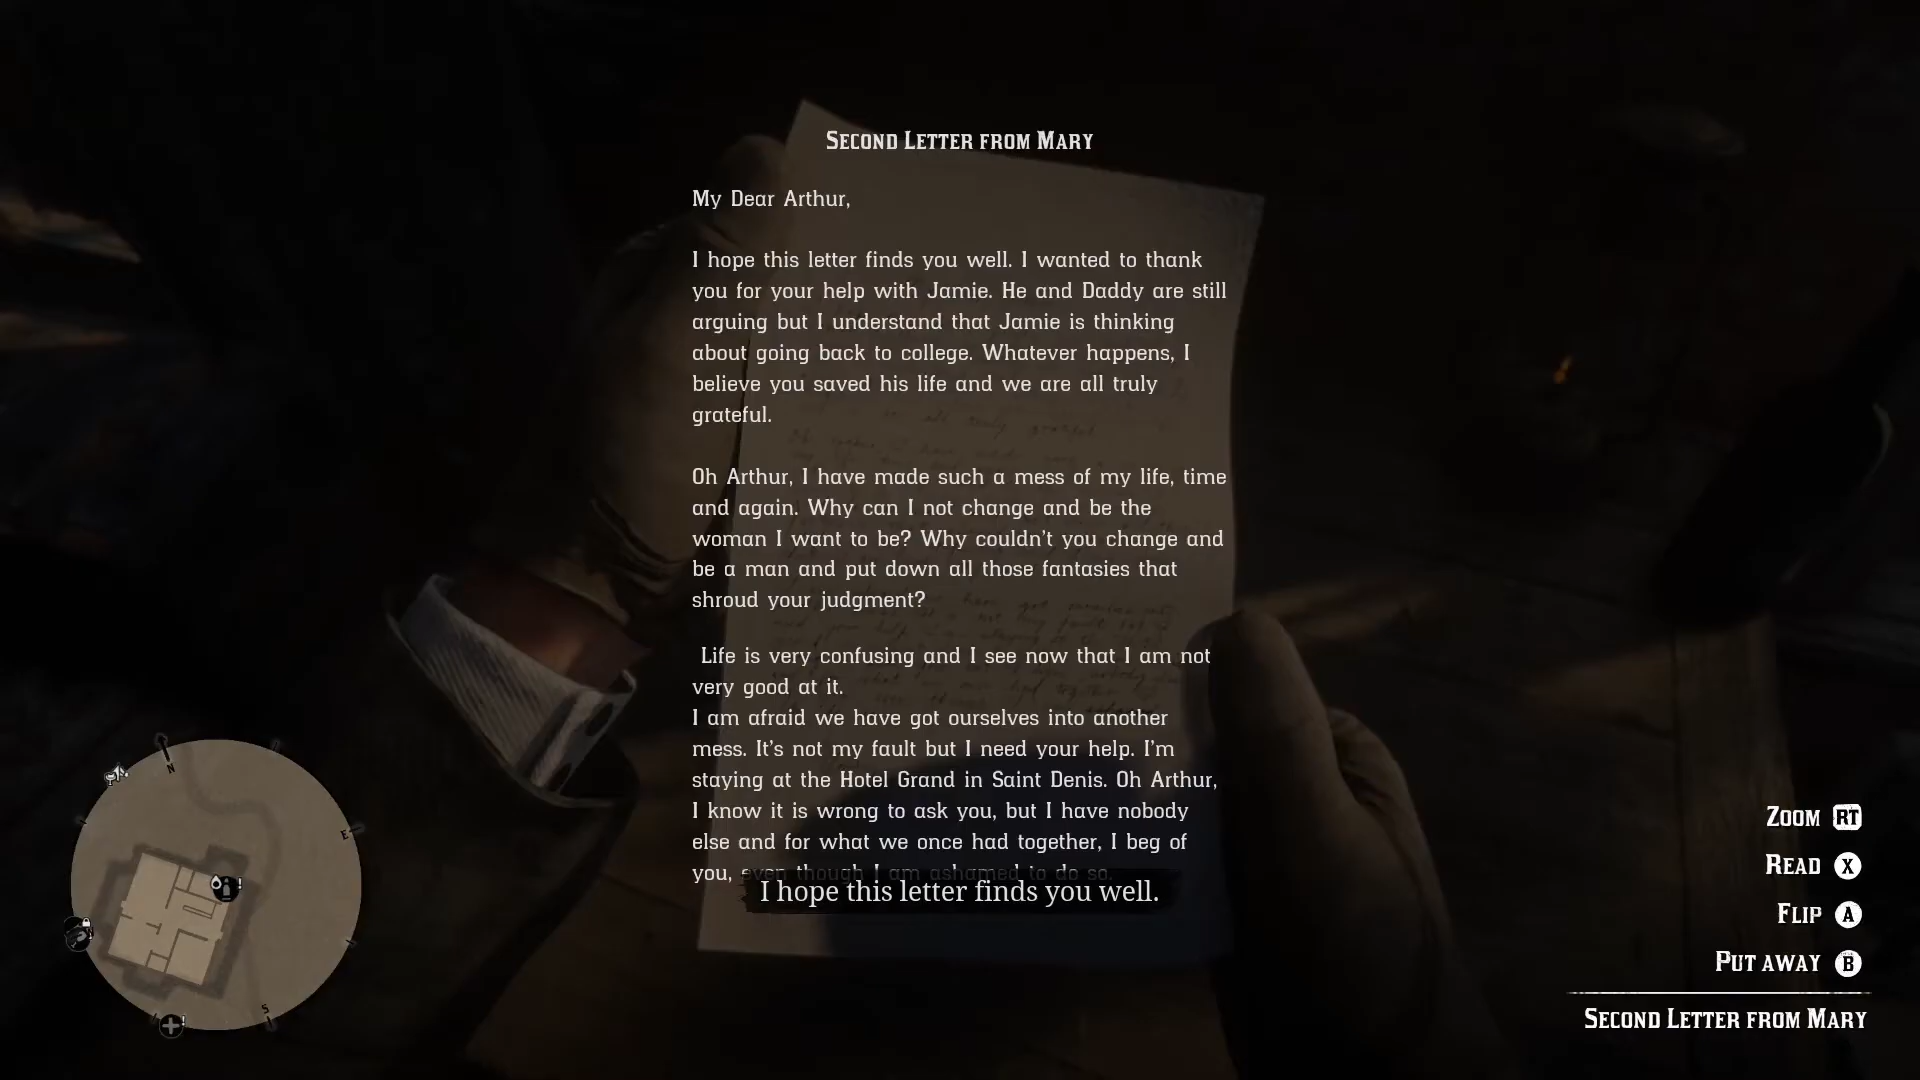 SECOND LETTER FROM MARY
My Dear Arthur,
I hope this letter finds you well. I wanted to thank
you for your help with Jamie. He and Daddy are still
arguing but I understand that Jamie is thinking
about going back to college. Whatever happens, I
believe you saved his life and we are all truly
grateful.
Oh Arthur, I have made such a mess of my life, time
and again. Why can I not change and be the
woman I want to be? Why couldn't you change and
be a man and put down all those fantasies that
shroud your judgment?
Life is very confusing and I see now that I am not
very good at it.
I am afraid we have got ourselves into another
mess. It's not my fault but I need your help. I'm
staying at the Hotel Grand in Saint Denis. Oh Arthur,
I know it is wrong to ask you, but I have nobody
else and for what we once had together, I beg of
you, even though I am ashamed to do so.
I hope this letter finds you well.
N
E
S
ZOOM RT
READ X
FLIP A
PUT AWAY B
SECOND LETTER FROM MARY